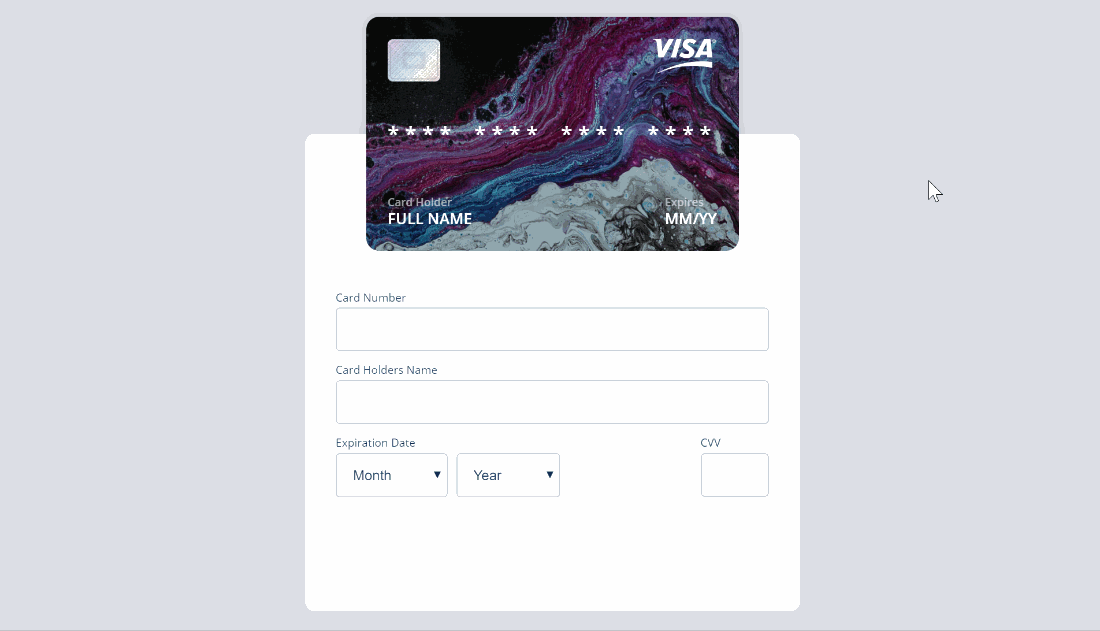 VISA
**** **** **** ****
Card Holder
FULL NAME
Expires
MM/YY
Card Number
Card Holders Name
Expiration Date
CVV
Month
Year